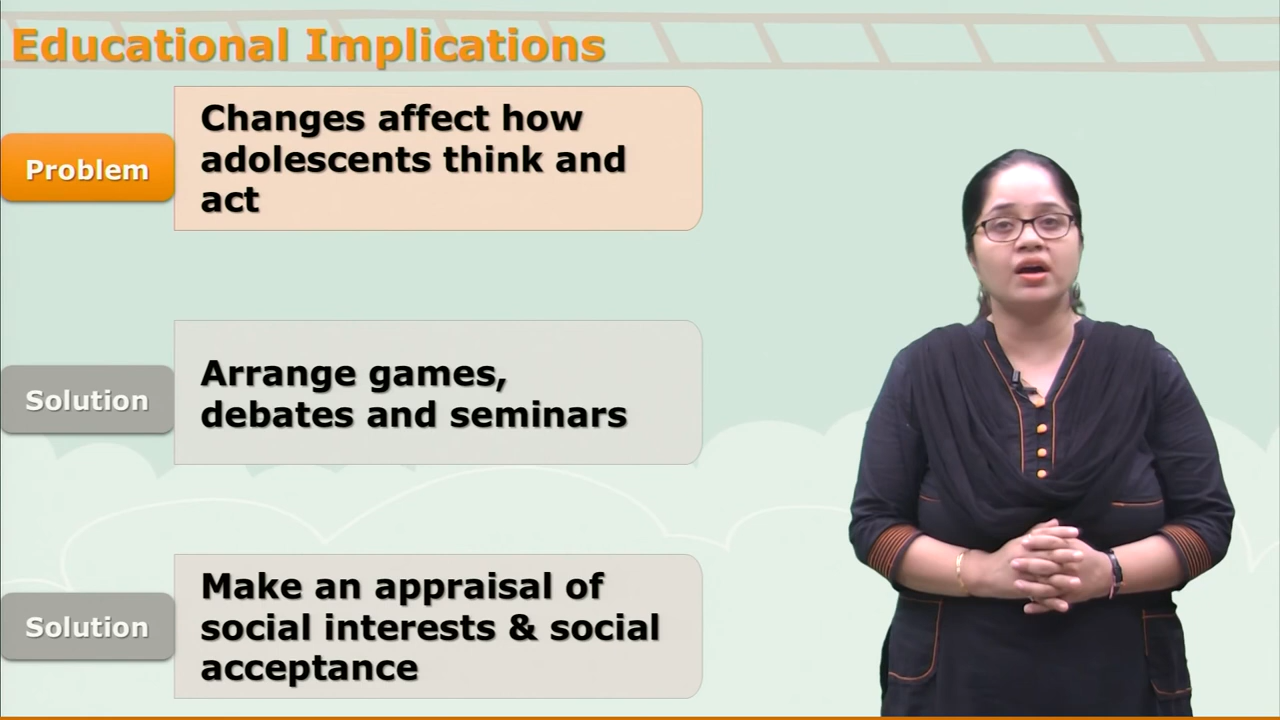 Educational Implications
Problem
Changes affect how
adolescents think and
act
Solution
Arrange games,
debates and seminars
Solution
Make an appraisal of
social interests & social
acceptance